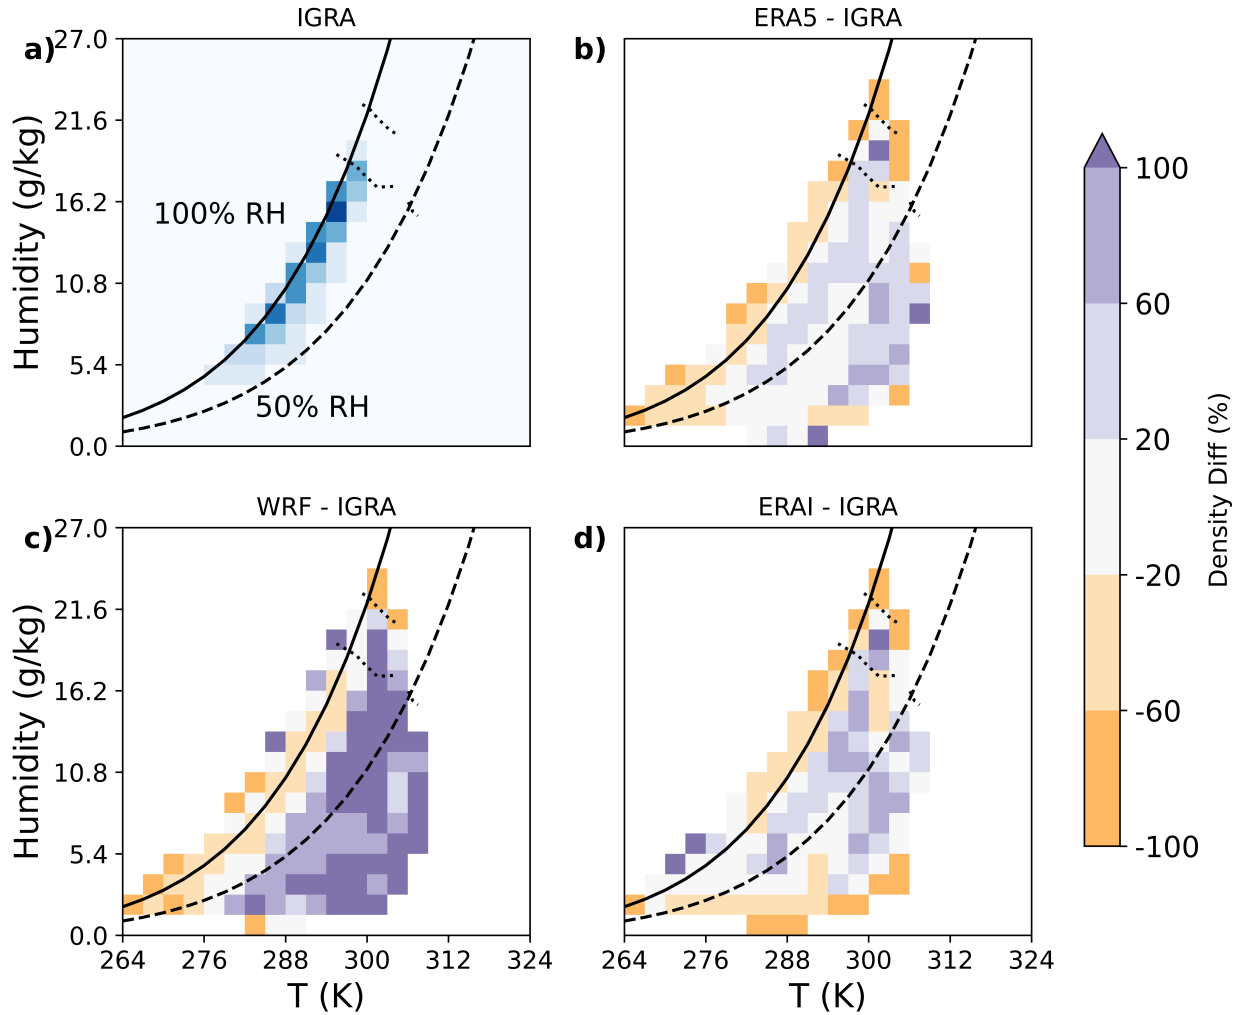 IGRA
ERA5 - IGRA
a)
b)
27.0
21.6
16.2
10.8
5.4
0.0
Humidity (g/kg)
100% RH
50% RH
100
60
20
-20
-60
-100
Density Diff (%)
WRF - IGRA
ERAI - IGRA
c)
d)
27.0
21.6
16.2
10.8
5.4
0.0
Humidity (g/kg)
264 276 288 300 312 324
264 276 288 300 312 324
T (K)
T (K)